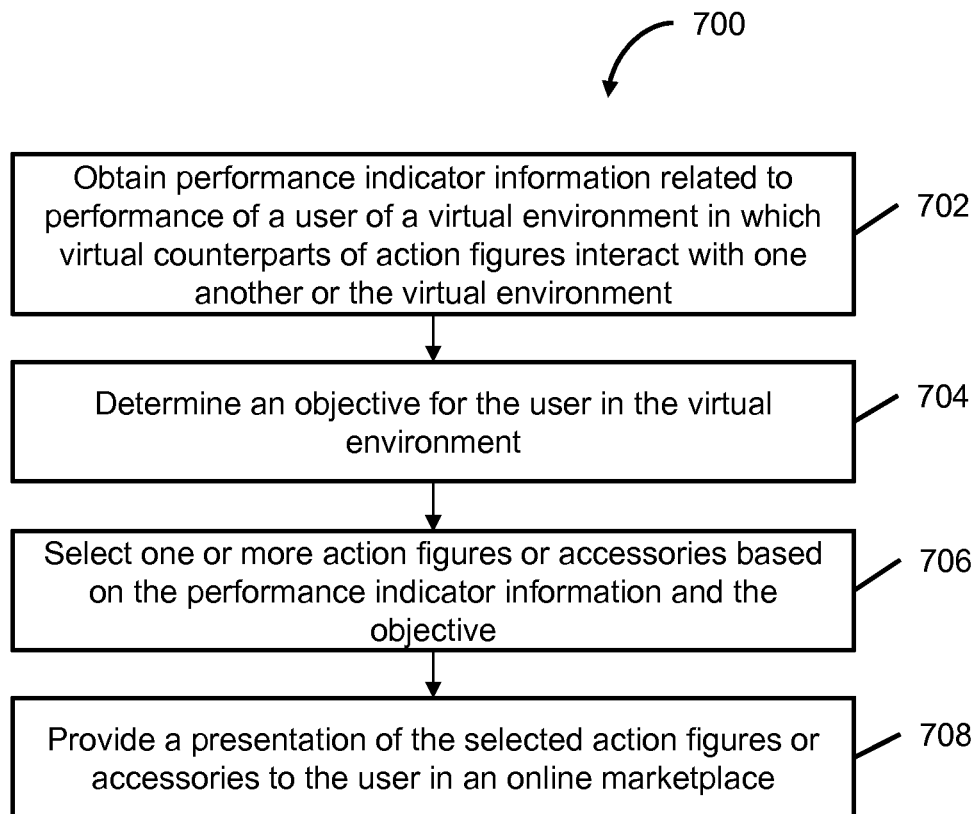 700
Obtain performance indicator information related to
performance of a user of a virtual environment in which
virtual counterparts of action figures interact with one
another or the virtual environment
702
Determine an objective for the user in the virtual
environment
704
Select one or more action figures or accessories based
on the performance indicator information and the
objective
706
Provide a presentation of the selected action figures or
accessories to the user in an online marketplace
708